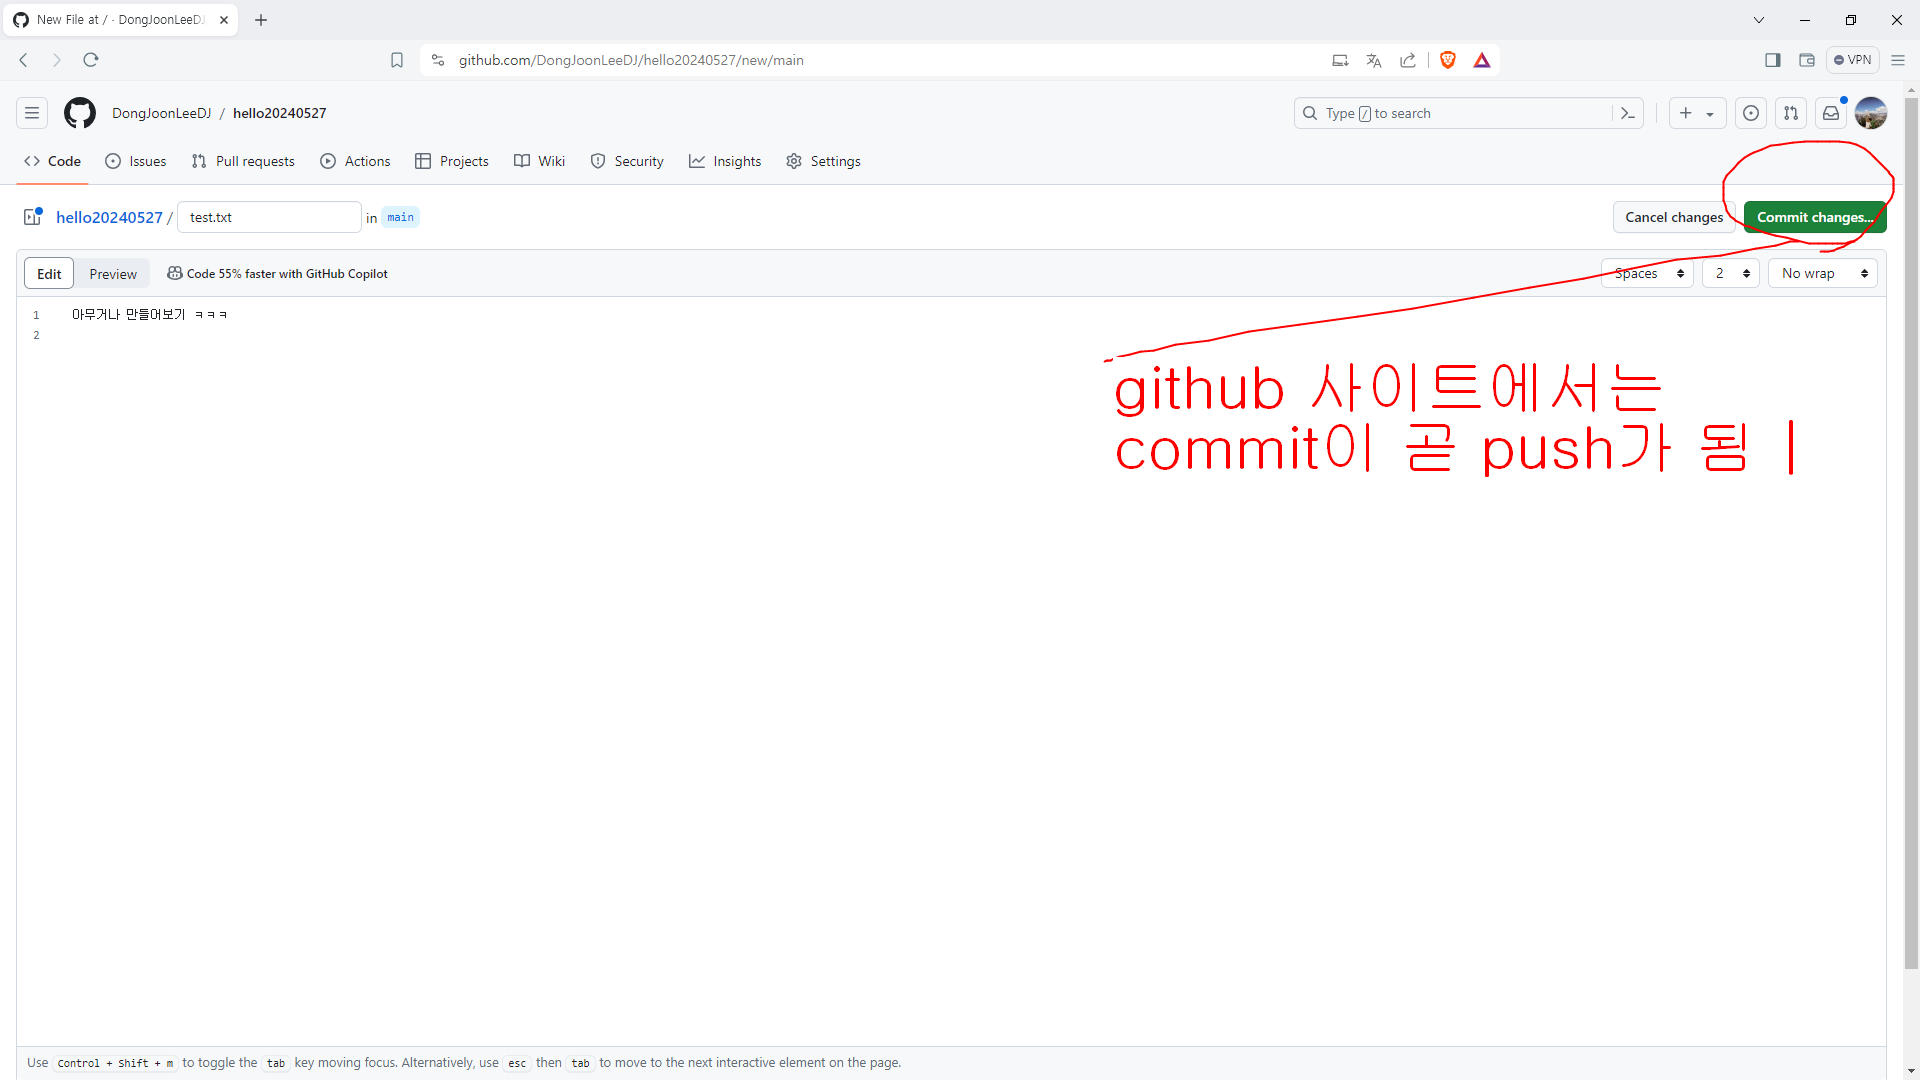 New File at / · DongJoonLeeDJ
github.com/DongJoonLeeDJ/hello20240527/new/main
VPN
DongJoonLeeDJ / hello20240527
Type / to search
Code Issues Pull requests Actions Projects Wiki Security Insights Settings
hello20240527 / test.txt in main
Cancel changes Commit changes...
Edit Preview Code 55% faster with GitHub Copilot
Spaces 2 No wrap
1 아무거나 만들어보기 ㅋㅋㅋ
2
github 사이트에서는
commit이 곧 push가 됨
Use Control + Shift + m to toggle the tab key moving focus. Alternatively, use esc then tab to move to the next interactive element on the page.